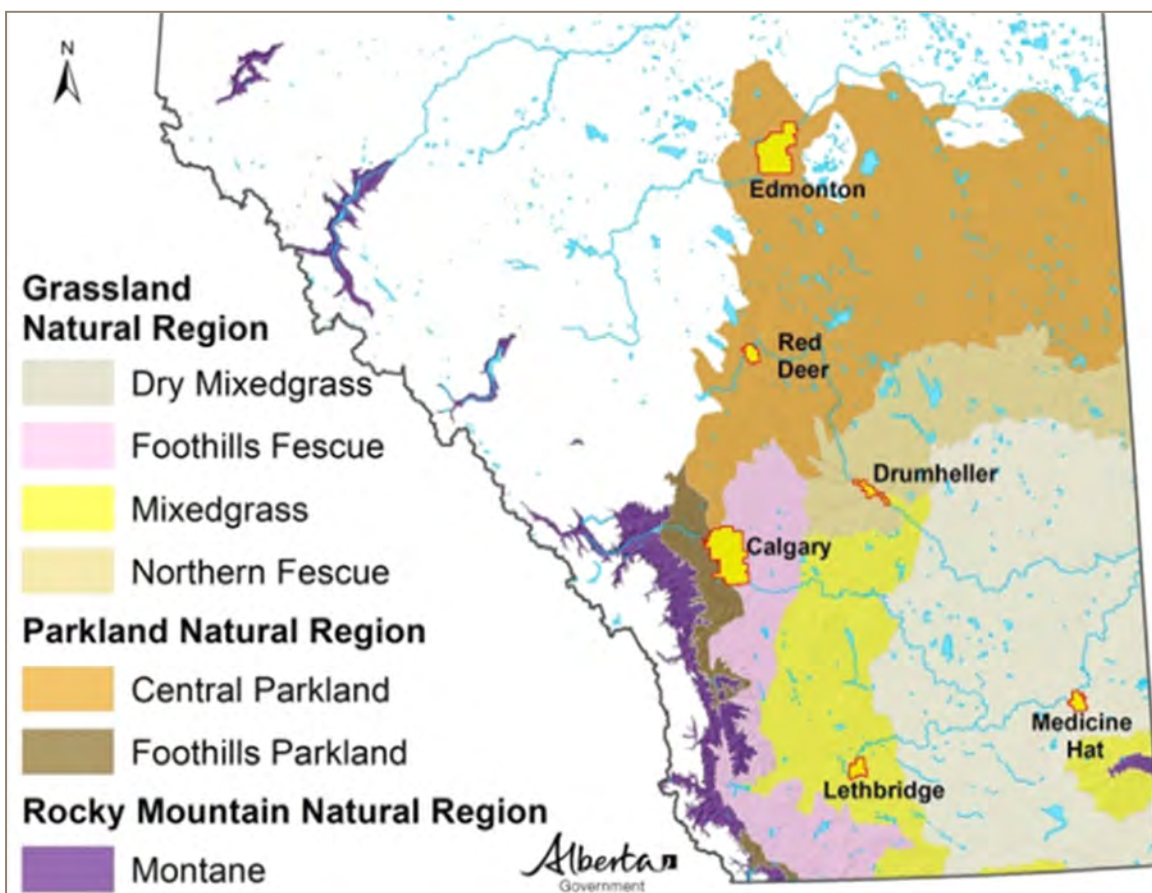 N
Edmonton
Red
Deer
Drumheller
Calgary
Medicine
Hat
Lethbridge
Grassland
Natural Region
Dry Mixedgrass
Foothills Fescue
Mixedgrass
Northern Fescue
Parkland Natural Region
Central Parkland
Foothills Parkland
Rocky Mountain Natural Region
Montane
Alberta
Government